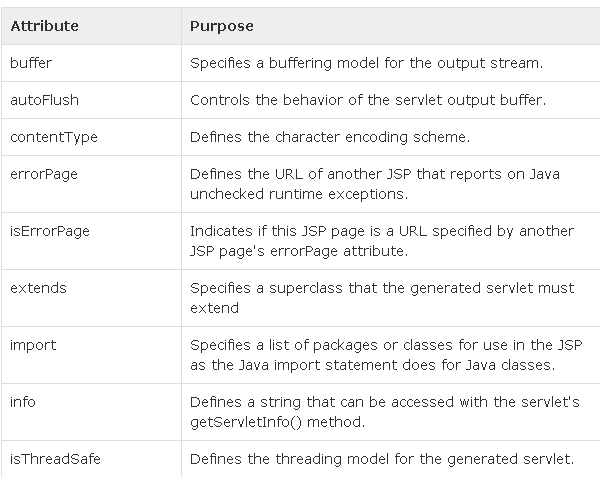 Attribute Purpose
buffer Specifies a buffering model for the output stream.
autoFlush Controls the behavior of the servlet output buffer.
contentType Defines the character encoding scheme.
errorPage Defines the URL of another JSP that reports on Java
unchecked runtime exceptions.
isErrorPage Indicates if this JSP page is a URL specified by another
JSP page's errorPage attribute.
extends Specifies a superclass that the generated servlet must
extend
import Specifies a list of packages or classes for use in the JSP
as the Java import statement does for Java classes.
info Defines a string that can be accessed with the servlet's
getServletInfo() method.
isThreadSafe Defines the threading model for the generated servlet.